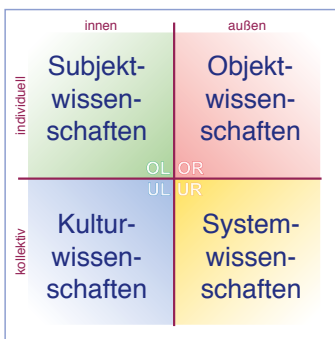 innen
außen
individuell
Subjekt-
wissen-
schaften
Objekt-
wissen-
schaften
OL
OR
UL
UR
kollektiv
Kultur-
wissen-
schaften
System-
wissen-
schaften